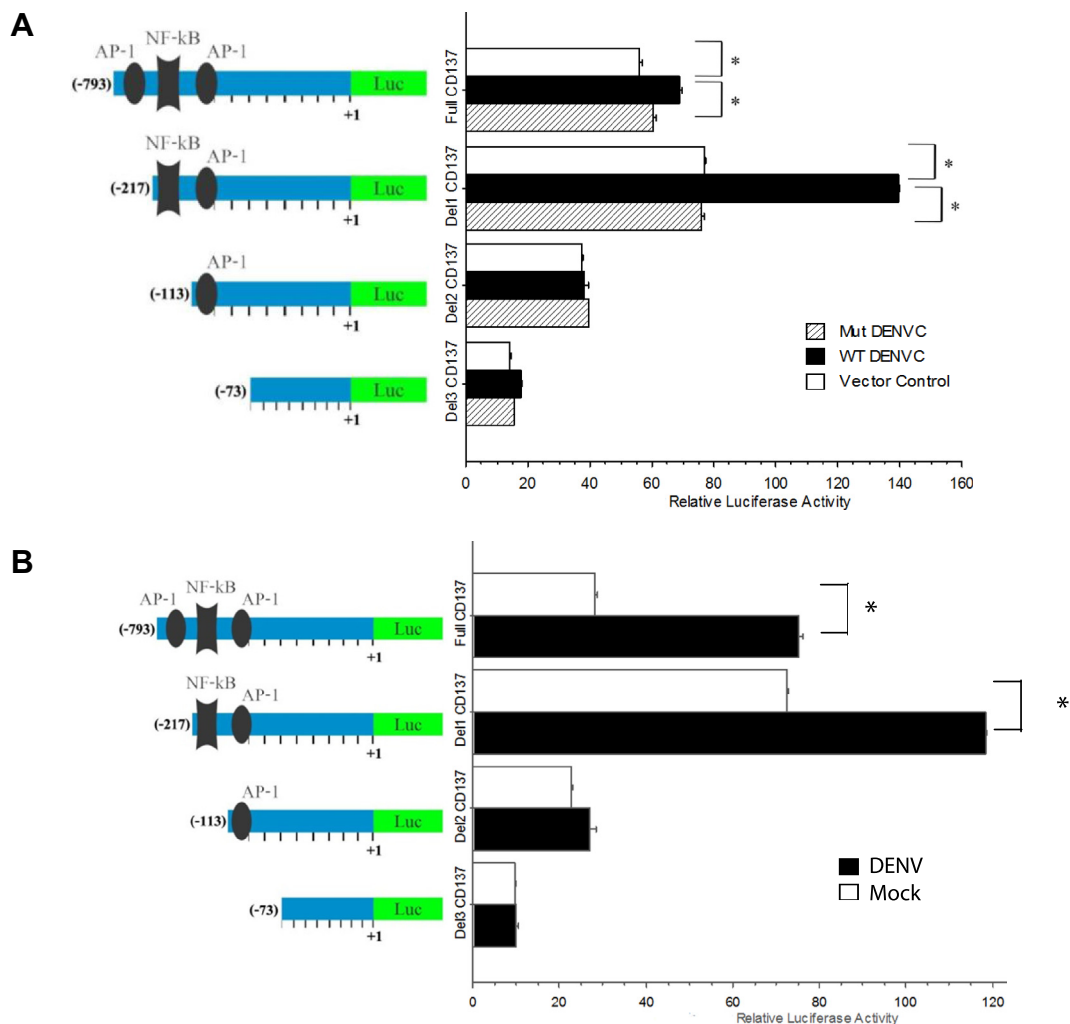 A
NF-kB
AP-1 AP-1
(-793) Luc
+1
NF-kB
AP-1
(-217) Luc
+1
AP-1
(-113) Luc
+1
(-73) Luc
+1
Full CD137
Del1 CD137
Del2 CD137
Del3 CD137
*
*
*
*
Mut DENVC
WT DENVC
Vector Control
0 20 40 60 80 100 120 140 160
Relative Luciferase Activity
B
NF-kB
AP-1 AP-1
(-793) Luc
+1
NF-kB
AP-1
(-217) Luc
+1
AP-1
(-113) Luc
+1
(-73) Luc
+1
Full CD137
Del1 CD137
Del2 CD137
Del3 CD137
*
*
DENV
Mock
0 20 40 60 80 100 120
Relative Luciferase Activity